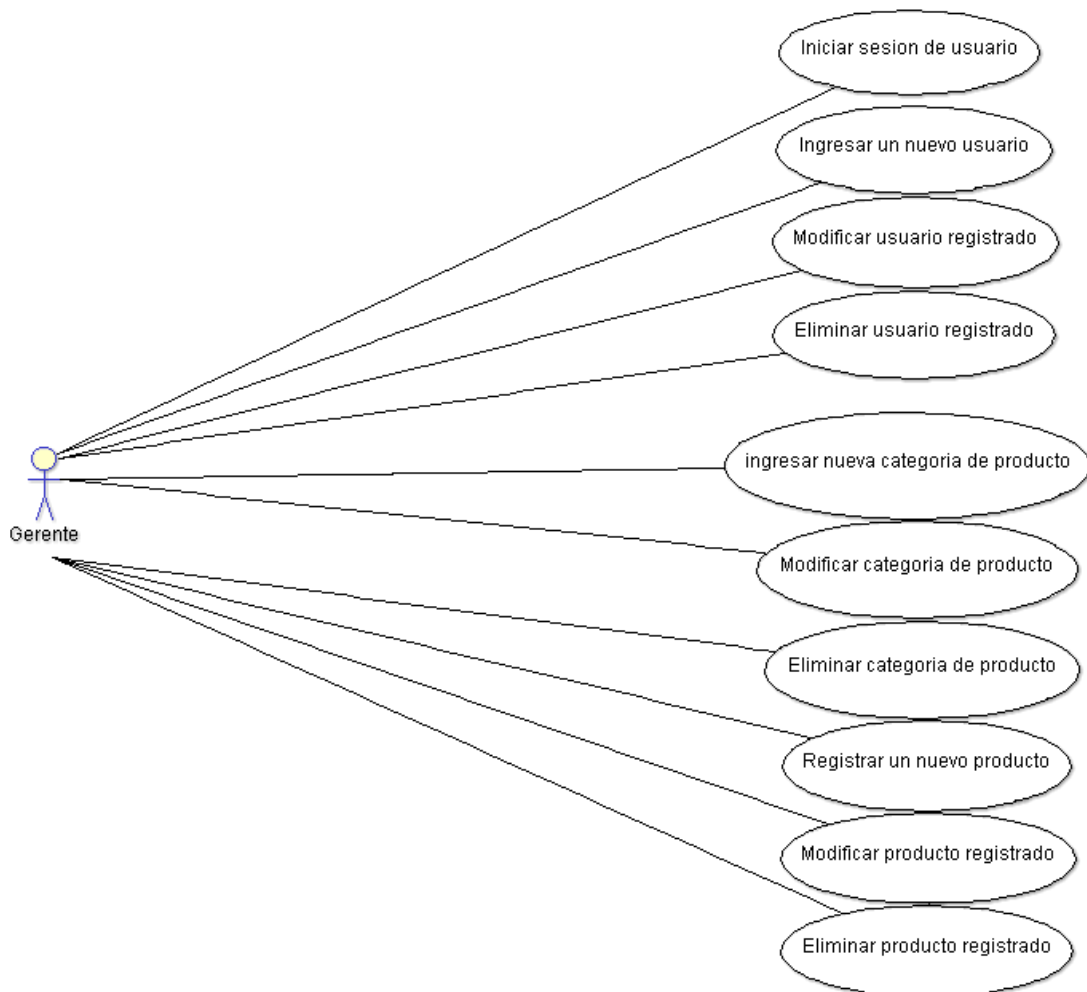 Iniciar sesion de usuario
Ingresar un nuevo usuario
Modificar usuario registrado
Eliminar usuario registrado
ingresar nueva categoria de producto
Gerente
Modificar categoria de producto
Eliminar categoria de producto
Registrar un nuevo producto
Modificar producto registrado
Eliminar producto registrado